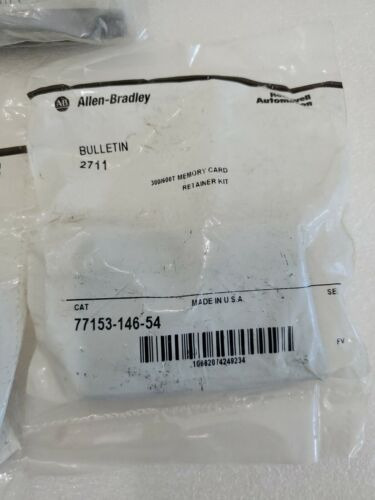 AB Allen-Bradley
Automation
BULLETIN
2711
300/600T MEMORY CARD
RETAINER KIT
CAT
MADE IN U.S.A.
SE
77153-146-54
10662074249234
FV